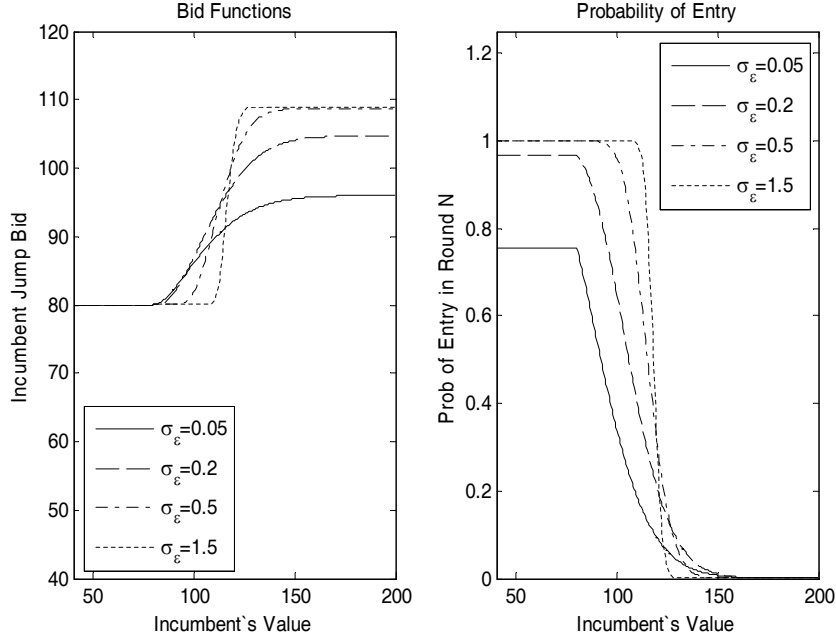 Bid Functions
120
110
100
90
80
70
60
50
40
Incumbent Jump Bid
σε=0.05
σε=0.2
σε=0.5
σε=1.5
50
100
150
200
Incumbent`s Value
Probability of Entry
1.2
1
0.8
0.6
0.4
0.2
0
Prob of Entry in Round N
σε=0.05
σε=0.2
σε=0.5
σε=1.5
50
100
150
200
Incumbent`s Value